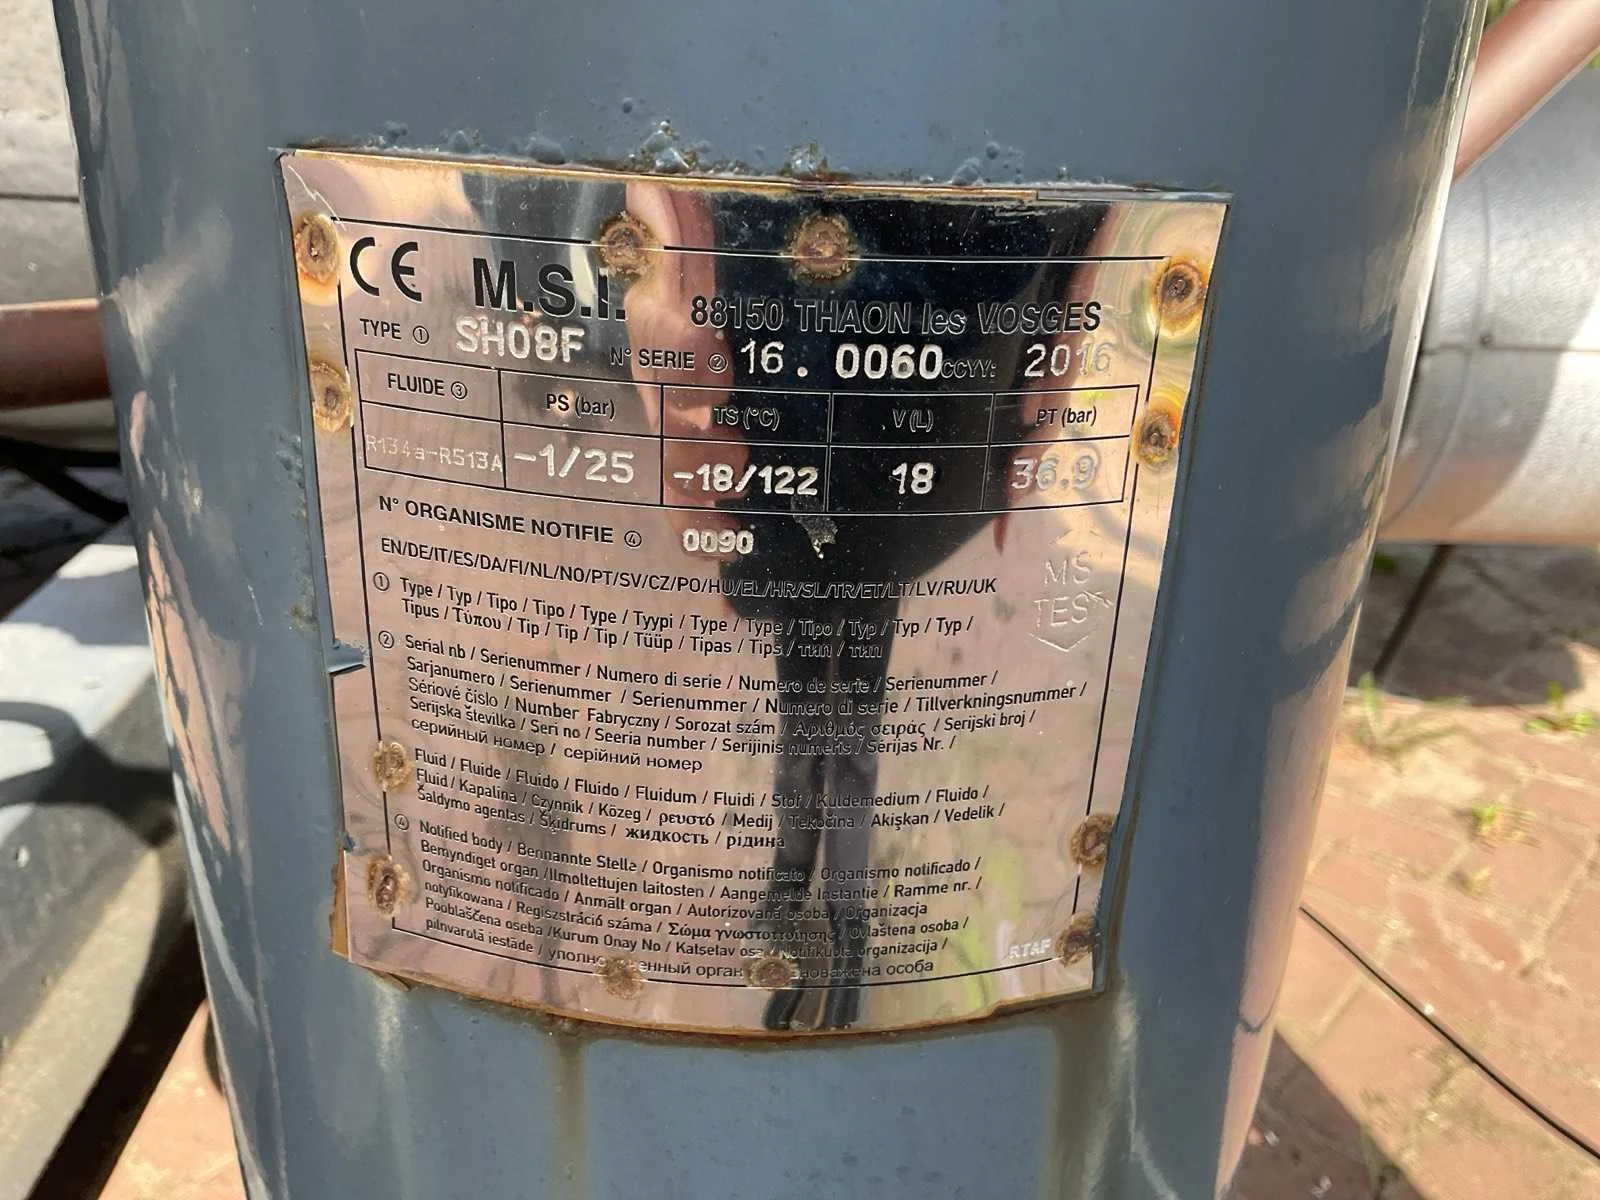 CE M.S.I. 88150 THAON les VOSGES
TYPE ① SH08F N° SERIE ② 16. 0060 CCYY: 2016
FLUIDE ③ PS (bar) TS (°C) V (L) PT (bar)
R134a-R513A -1/25 -18/122 18 36.9
N° ORGANISME NOTIFIE ④ 0090
EN/DE/IT/ES/DA/FI/NL/NO/PT/SV/CZ/PO/HU/EL/HR/SL/TR/ET/LT/LV/RU/UK
MS
TEST
① Type / Typ / Tipo / Tipo / Type / Tyypi / Type / Type / Tipo / Typ / Typ / Typ /
Tipus / Τύπου / Tip / Tip / Tip / Tüüp / Tipas / Tips / тип / тип
② Serial nb / Serienummer / Numero di serie / Numero de serie / Serienummer /
Sarjanumero / Serienummer / Serienummer / Numero di serie / Tillverkningsnummer /
Sériové číslo / Number Fabryczny / Sorozat szám / Αριθμός σειράς / Serijski broj /
Serijska številka / Seri no / Seeria number / Serijinis numeris / Sérijas Nr. /
серийный номер / серійний номер
Fluid / Fluide / Fluido / Fluido / Fluidum / Fluidi / Stof / Kuldemedium / Fluido /
Fluid / Kapalina / Czynnik / Közeg / ρευστό / Medij / Tekočina / Akişkan / Vedelik /
Šaldymo agentas / Šķidrums / жидкость / рідина
④ Notified body / Bennannte Stelle / Organismo notificato / Organismo notificado /
Bemyndiget organ /Ilmoitettujen laitosten / Aangemelde Instantie / Ramme nr. /
Organismo notificado / Anmält organ / Autorizovaná osoba / Organizacja
notyfikowana / Regisztráció száma / Σώμα γνωστοποίησης / Ovlaštena osoba /
Pooblaščena oseba /Kurum Onay No / Notifikuota organizacija /
pilnvarotā iestāde / орган особа
RTAF